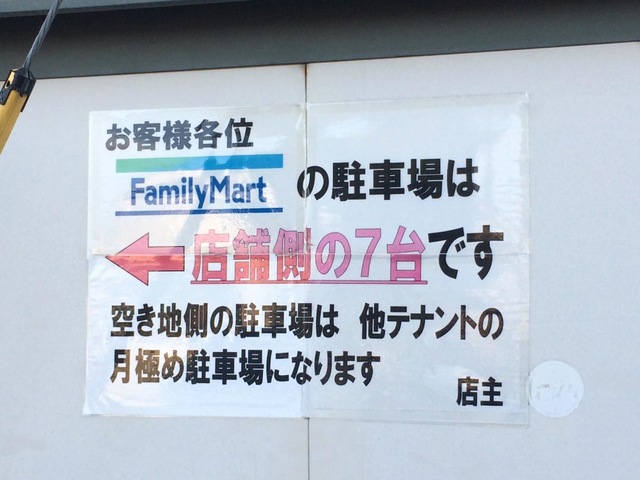 お客様各位
FamilyMart の駐車場は
店舗側の7台です
空き地側の駐車場は 他テナントの
月極め駐車場になります
店主